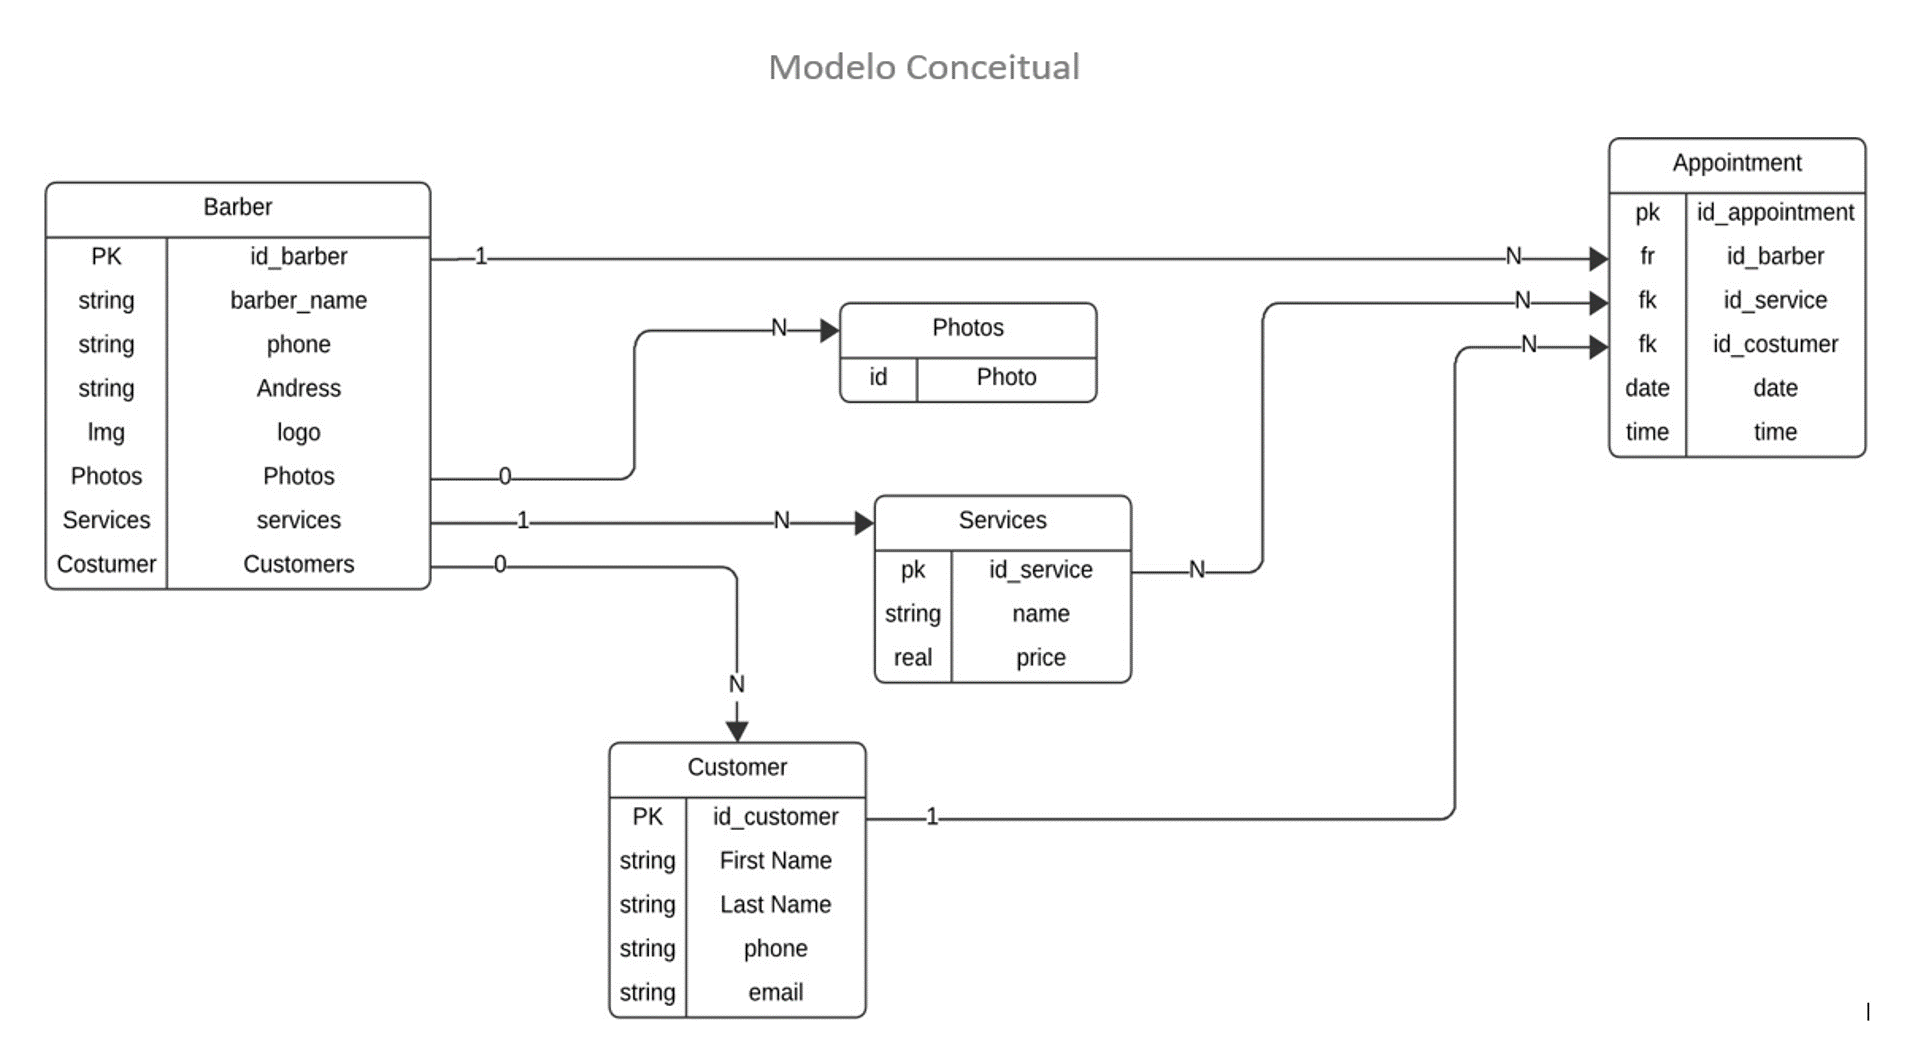 Modelo Conceitual
Barber
PK id_barber
string barber_name
string phone
string Andress
Img logo
Photos Photos
Services services
Costumer Customers
1 N
0 N
1 N
0 N
Photos
id Photo
Services
pk id_service
string name
real price
N N
Customer
PK id_customer
string First Name
string Last Name
string phone
string email
1 N
Appointment
pk id_appointment
fr id_barber
fk id_service
fk id_costumer
date date
time time